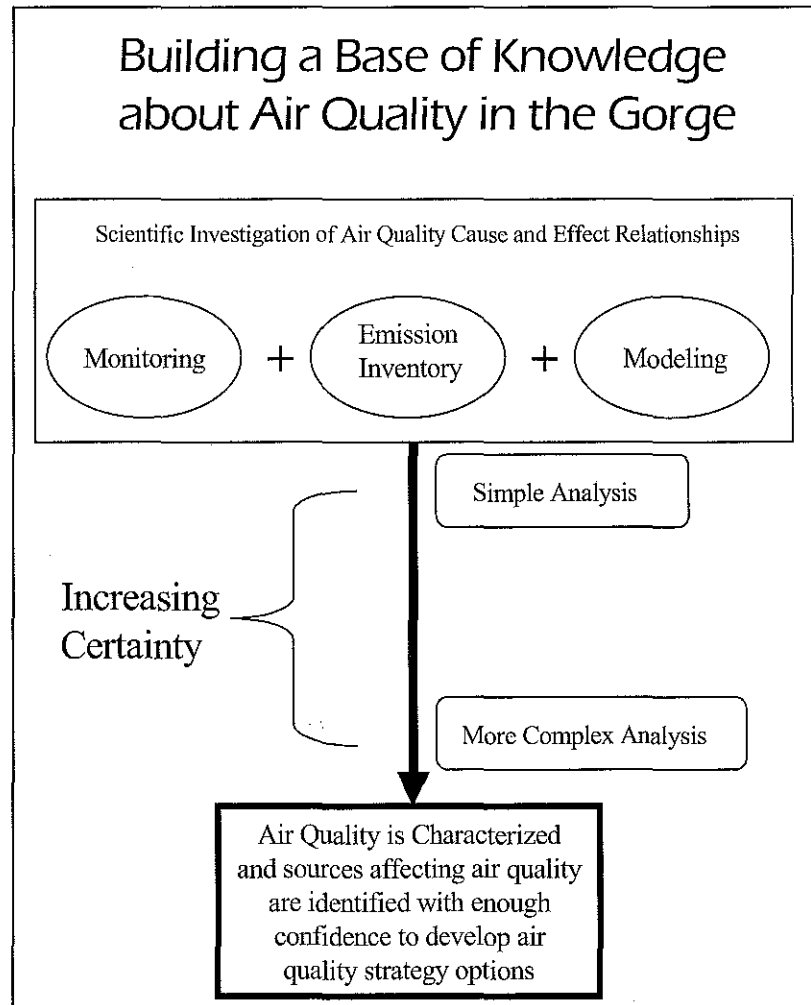 Building a Base of Knowledge
about Air Quality in the Gorge
Scientific Investigation of Air Quality Cause and Effect Relationships
Monitoring + Emission Inventory + Modeling
Simple Analysis
Increasing
Certainty
More Complex Analysis
Air Quality is Characterized
and sources affecting air quality
are identified with enough
confidence to develop air
quality strategy options